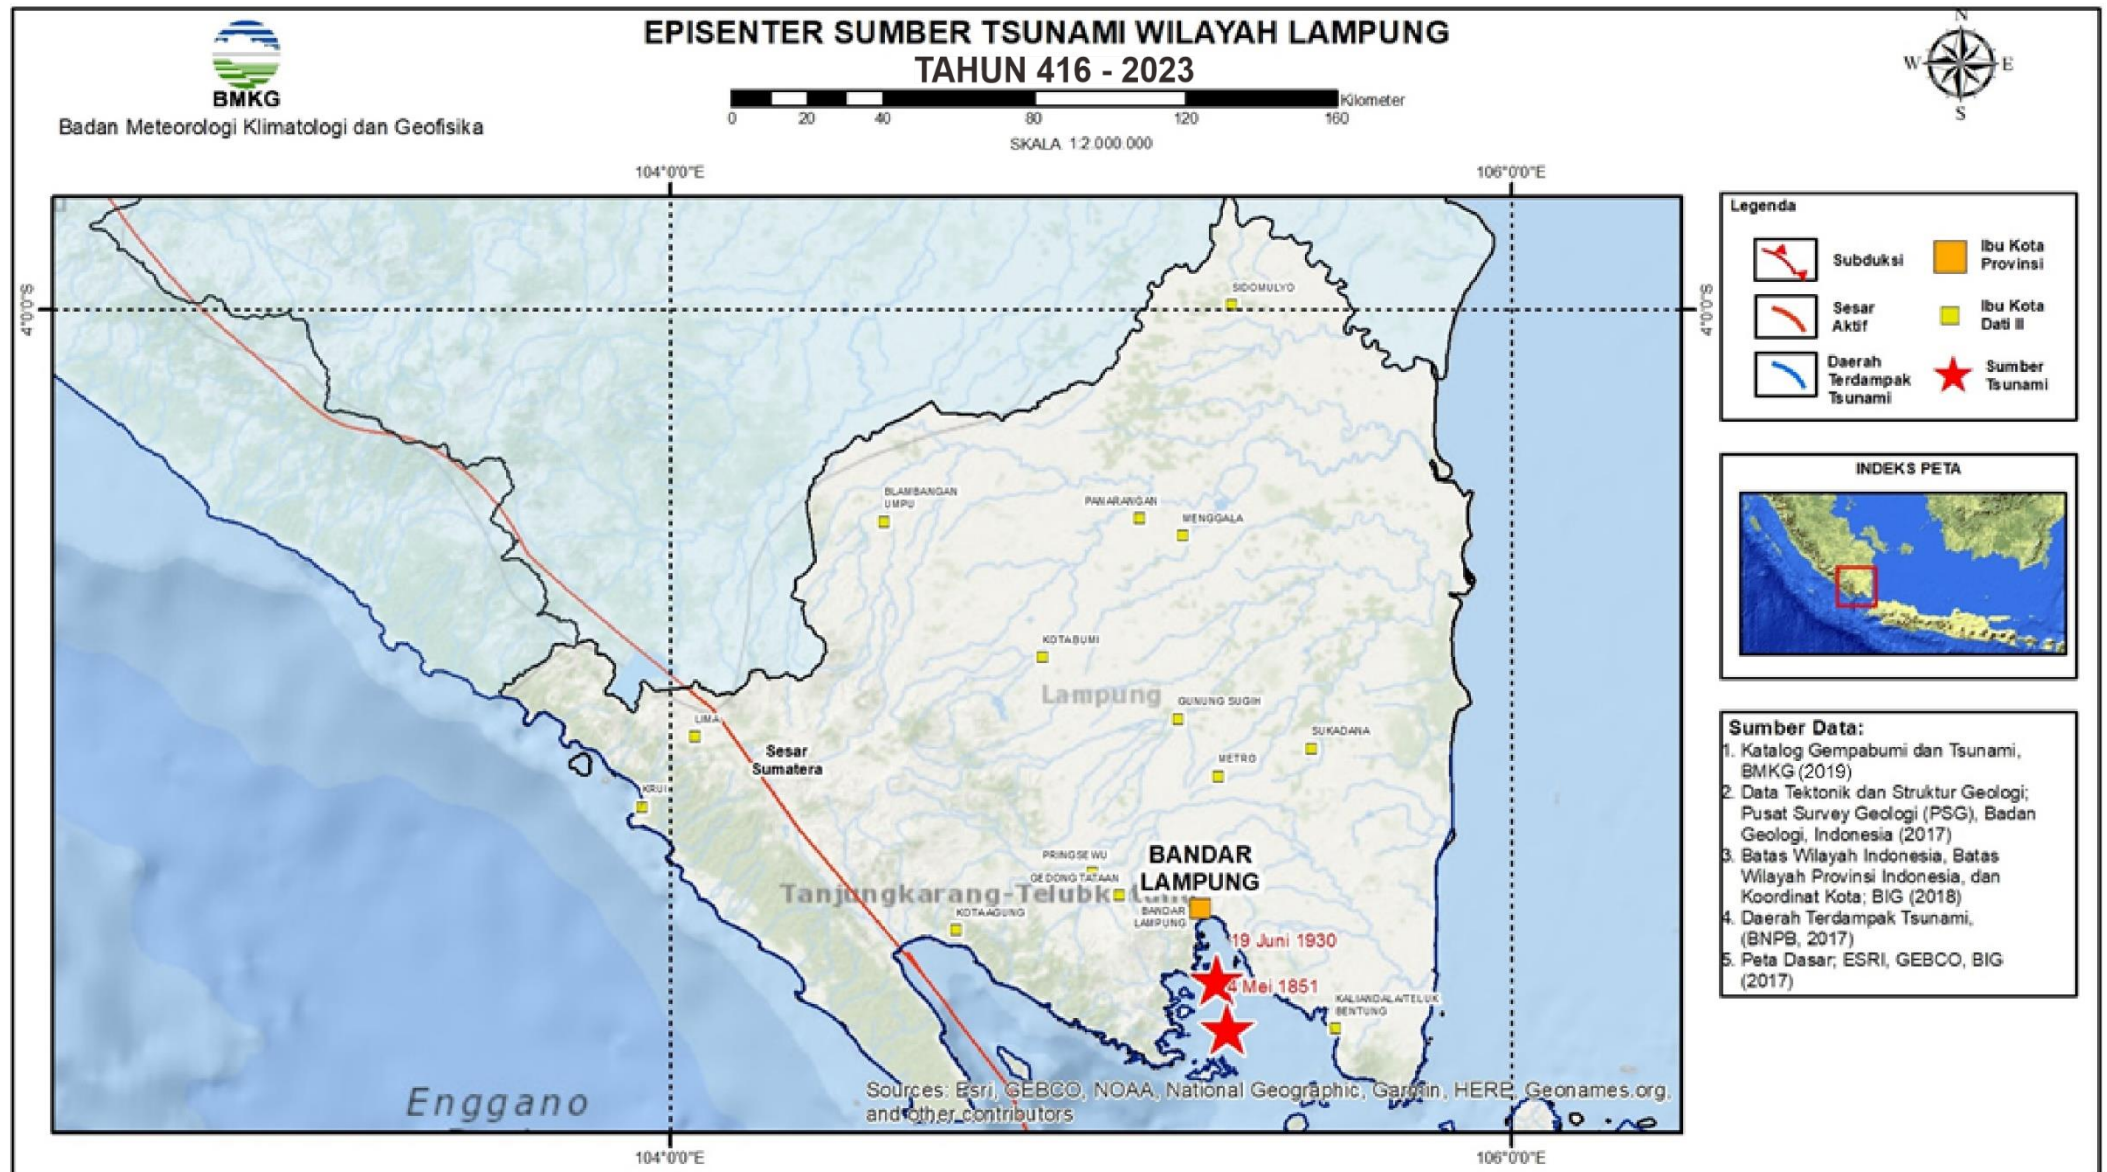 EPISENTER SUMBER TSUNAMI WILAYAH LAMPUNG
TAHUN 416 - 2023
BMKG
Badan Meteorologi Klimatologi dan Geofisika
N
W E
S
Kilometer
0 20 40 80 120 160
SKALA 1:2.000.000
104°0'0"E 106°0'0"E
4°0'0"S 4°0'0"S
SIDOMULYO
BLAMBANGAN
UMPU
PANARANGAN
MENGGALA
KOTABUMI
Lampung
GUNUNG SUGIH
LIMA
Sesar
Sumatera
SUKADANA
METRO
KRUI
PRINGSEWU
BANDAR
LAMPUNG
GEDONG TATAAN
KOTAAGUNG
BANDAR
LAMPUNG
19 Juni 1930
4 Mei 1851
BENTUNG
Enggano
Sources: Esri, GEBCO, NOAA, National Geographic, Garmin, HERE, Geonames.org,
and other contributors
104°0'0"E 106°0'0"E
Legenda
Subduksi
Ibu Kota
Provinsi
Sesar
Aktif
Ibu Kota
Dati II
Daerah
Terdampak
Tsunami
Sumber
Tsunami
INDEKS PETA
Sumber Data:
1. Katalog Gempabumi dan Tsunami,
BMKG (2019)
2. Data Tektonik dan Struktur Geologi;
Pusat Survey Geologi (PSG), Badan
Geologi, Indonesia (2017)
3. Batas Wilayah Indonesia, Batas
Wilayah Provinsi Indonesia, dan
Koordinat Kota; BIG (2018)
4. Daerah Terdampak Tsunami,
(BNPB, 2017)
5. Peta Dasar; ESRI, GEBCO, BIG
(2017)